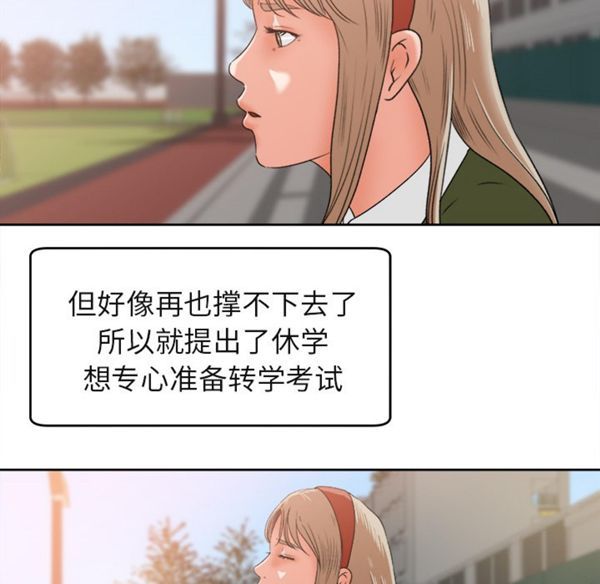 但好像再也撑不下去了
所以就提出了休学
想专心准备转学考试